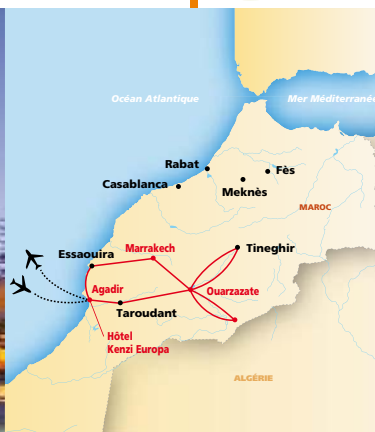 Océan Atlantique
Mer Méditerranée
Rabat
Fès
Casablanca
Meknès
MAROC
Essaouira
Marrakech
Tineghir
Agadir
Ouarzazate
Taroudant
Hôtel
Kenzi Europa
ALGÉRIE